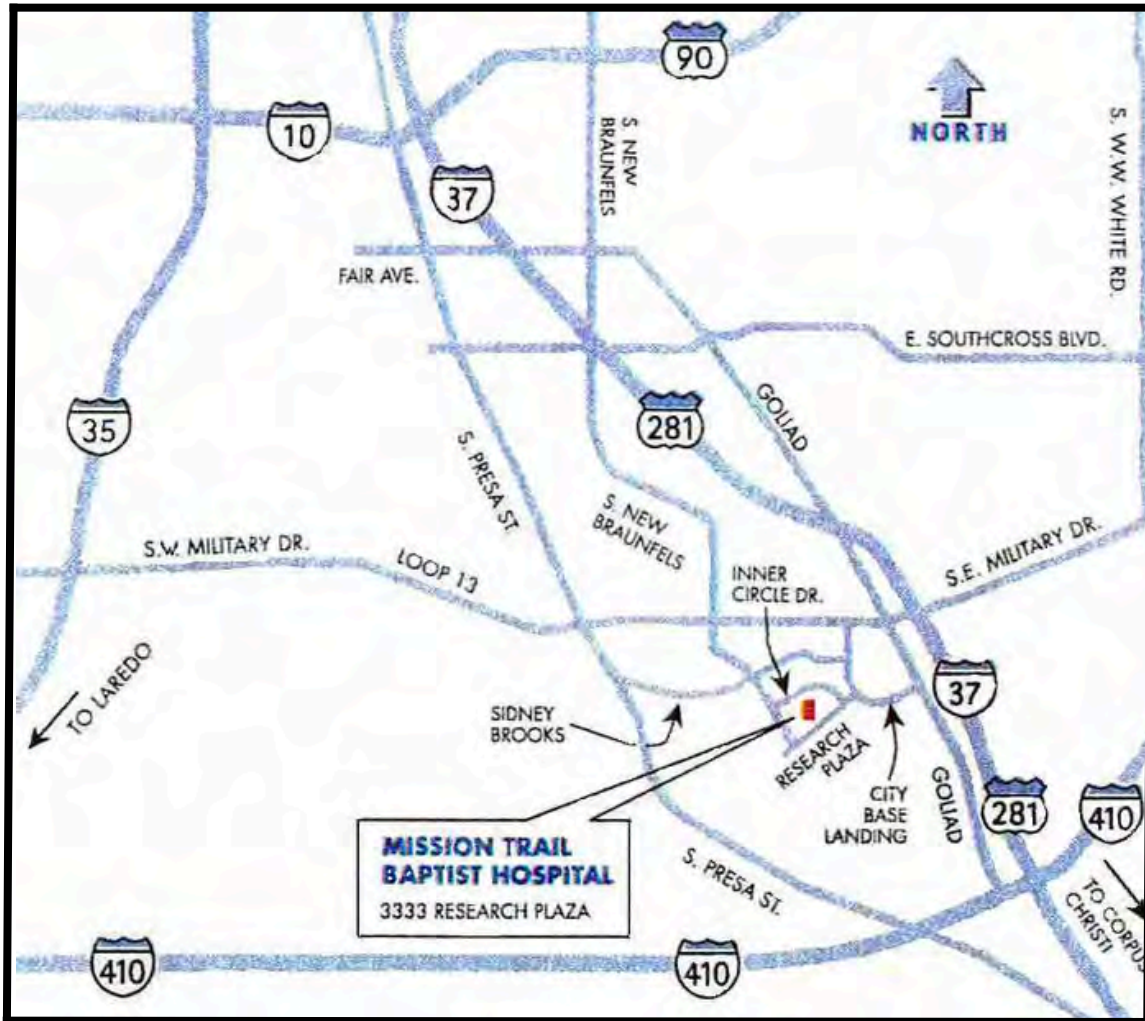 90
10
NORTH
S. NEW
BRAUNFELS
S. W.W. WHITE RD.
37
FAIR AVE.
E. SOUTHCROSS BLVD.
35
281
GOLIAD
S. PRESA ST.
S. NEW
BRAUNFELS
S.W. MILITARY DR.
LOOP 13
S.E. MILITARY DR.
INNER
CIRCLE DR.
TO LAREDO
SIDNEY
BROOKS
37
RESEARCH
PLAZA
CITY
BASE
LANDING
GOLIAD
281
410
MISSION TRAIL
BAPTIST HOSPITAL
3333 RESEARCH PLAZA
S. PRESA ST.
TO CORPUS
CHRISTI
410
410